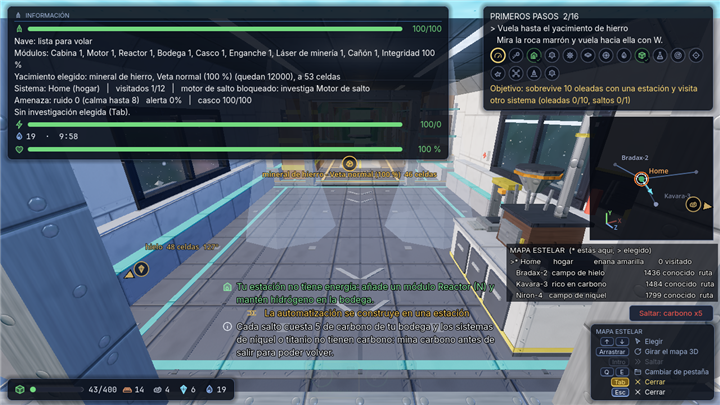 INFORMACIÓN
100/100
Nave: lista para volar
Módulos: Cabina 1, Motor 1, Reactor 1, Bodega 1, Casco 1, Enganche 1, Láser de minería 1, Cañón 1, Integridad 100
%
Yacimiento elegido: mineral de hierro, Veta normal (100 %) (quedan 12000), a 53 celdas
Sistema: Home (hogar) | visitados 1/12 | motor de salto bloqueado: investiga Motor de salto
Amenaza: ruido 0 (calma hasta 8) alerta 0% | casco 100/100
Sin investigación elegida (Tab).
100/0
19 · 9:58
100 %
PRIMEROS PASOS 2/16
> Vuela hasta el yacimiento de hierro
Mira la roca marrón y vuela hacia ella con W.
Objetivo: sobrevive 10 oleadas con una estación y visita
otro sistema (oleadas 0/10, saltos 0/1)
mineral de hierro
hielo 48 celdas
Bradax-2
Home
Kavara-3
Y
Z
MAPA ESTELAR (* estas aqui, > elegido)
>* Home hogar enana amarilla 0 visitado
Bradax-2 campo de hielo 1436 conocido ruta
Kavara-3 rico en carbono 1484 conocido ruta
Niron-4 campo de niquel 1799 conocido ruta
Saltar: carbono x5
Tu estación no tiene energía: añade un módulo Reactor (N) y
mantén hidrógeno en la bodega.
La automatización se construye en una estación
Cada salto cuesta 5 de carbono de tu bodega y los sistemas
de níquel o titanio no tienen carbono: mina carbono antes de
salir para poder volver.
MAPA ESTELAR
↑ ↓ Elegir
Arrastrar Girar el mapa 3D
Intro Saltar
Q E Cambiar de pestaña
Tab Cerrar
Esc Cerrar
43/400 14 4 6 19